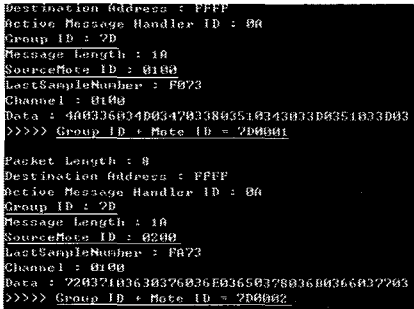 Destination Address : FFFF
Active Message Handler ID : 0A
Group ID : 7D
Message Length : 1A
SourceMote ID : 0100
LastSampleNumber : F073
Channel : 0100
Data : 4A0336034D0347033803510343033D0351033D03
>>>>> Group ID + Mote ID = 7D0001
Packet Length : 8
Destination Address : FFFF
Active Message Handler ID : 0A
Group ID : 7D
Message Length : 1A
SourceMote ID : 0200
LastSampleNumber : FA73
Channel : 0100
Data : 72037103630376036E0365037803680366037703
>>>>> Group ID + Mote ID = 7D0002